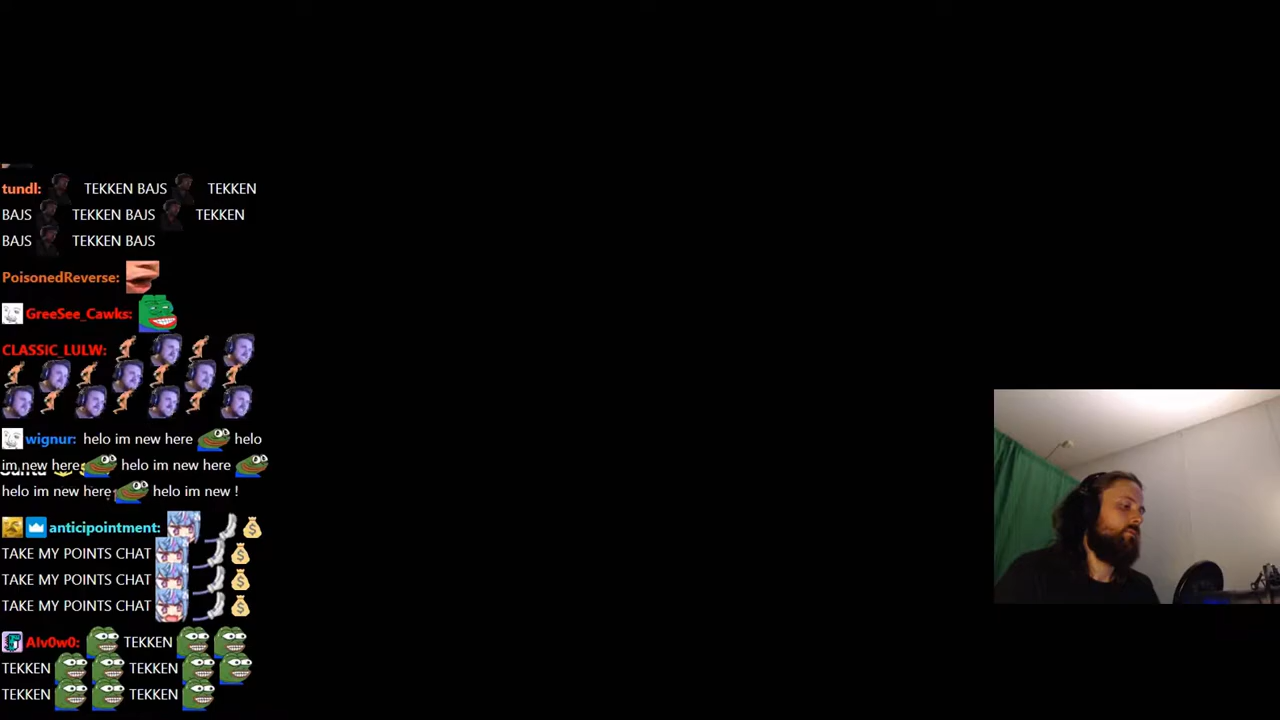 tundl: TEKKEN BAJS TEKKEN
BAJS TEKKEN BAJS TEKKEN
BAJS TEKKEN BAJS
PoisonedReverse:
GreeSee_Cawks:
CLASSIC_LULW:
wignur: helo im new here helo
im new here helo im new here
helo im new here helo im new !
anticipointment:
TAKE MY POINTS CHAT
TAKE MY POINTS CHAT
TAKE MY POINTS CHAT
Alv0w0: TEKKEN
TEKKEN TEKKEN
TEKKEN TEKKEN